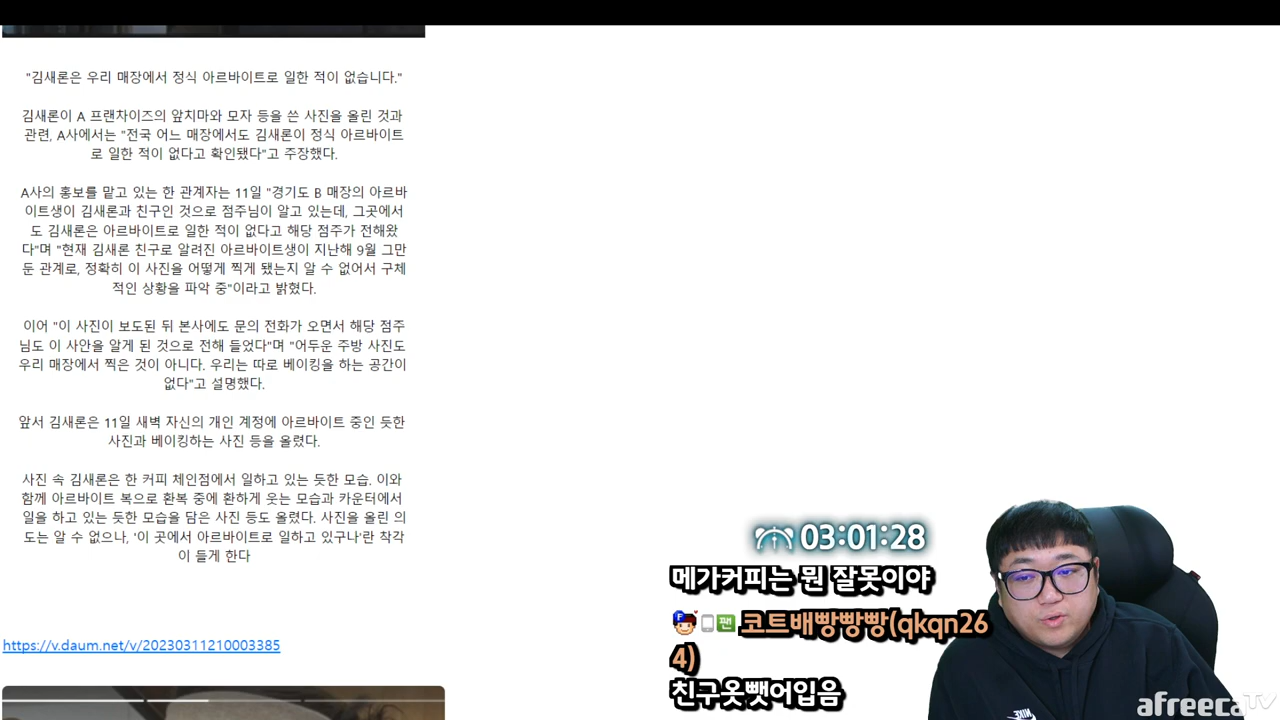 "김새론은 우리 매장에서 정식 아르바이트로 일한 적이 없습니다."
김새론이 A 프랜차이즈의 앞치마와 모자 등을 쓴 사진을 올린 것과
관련, A사에서는 "전국 어느 매장에서도 김새론이 정식 아르바이트
로 일한 적이 없다고 확인됐다"고 주장했다.
A사의 홍보를 맡고 있는 한 관계자는 11일 "경기도 B 매장의 아르바
이트생이 김새론과 친구인 것으로 점주님이 알고 있는데, 그곳에서
도 김새론은 아르바이트로 일한 적이 없다고 해당 점주가 전해왔
다"며 "현재 김새론 친구로 알려진 아르바이트생이 지난해 9월 그만
둔 관계로, 정확히 이 사진을 어떻게 찍게 됐는지 알 수 없어서 구체
적인 상황을 파악 중"이라고 밝혔다.
이어 "이 사진이 보도된 뒤 본사에도 문의 전화가 오면서 해당 점주
님도 이 사안을 알게 된 것으로 전해 들었다"며 "어두운 주방 사진도
우리 매장에서 찍은 것이 아니다. 우리는 따로 베이킹을 하는 공간이
없다"고 설명했다.
앞서 김새론은 11일 새벽 자신의 개인 계정에 아르바이트 중인 듯한
사진과 베이킹하는 사진 등을 올렸다.
사진 속 김새론은 한 커피 체인점에서 일하고 있는 듯한 모습. 이와
함께 아르바이트 복으로 환복 중에 환하게 웃는 모습과 카운터에서
일을 하고 있는 듯한 모습을 담은 사진 등도 올렸다. 사진을 올린 의
도는 알 수 없으나, '이 곳에서 아르바이트로 일하고 있구나'란 착각
이 들게 한다
https://v.daum.net/v/20230311210003385
03:01:28
메가커피는 뭔 잘못이야
팬 코트배빵빵빵(qkqn26
4)
친구옷뺏어입음
NIKE
afreecaTV